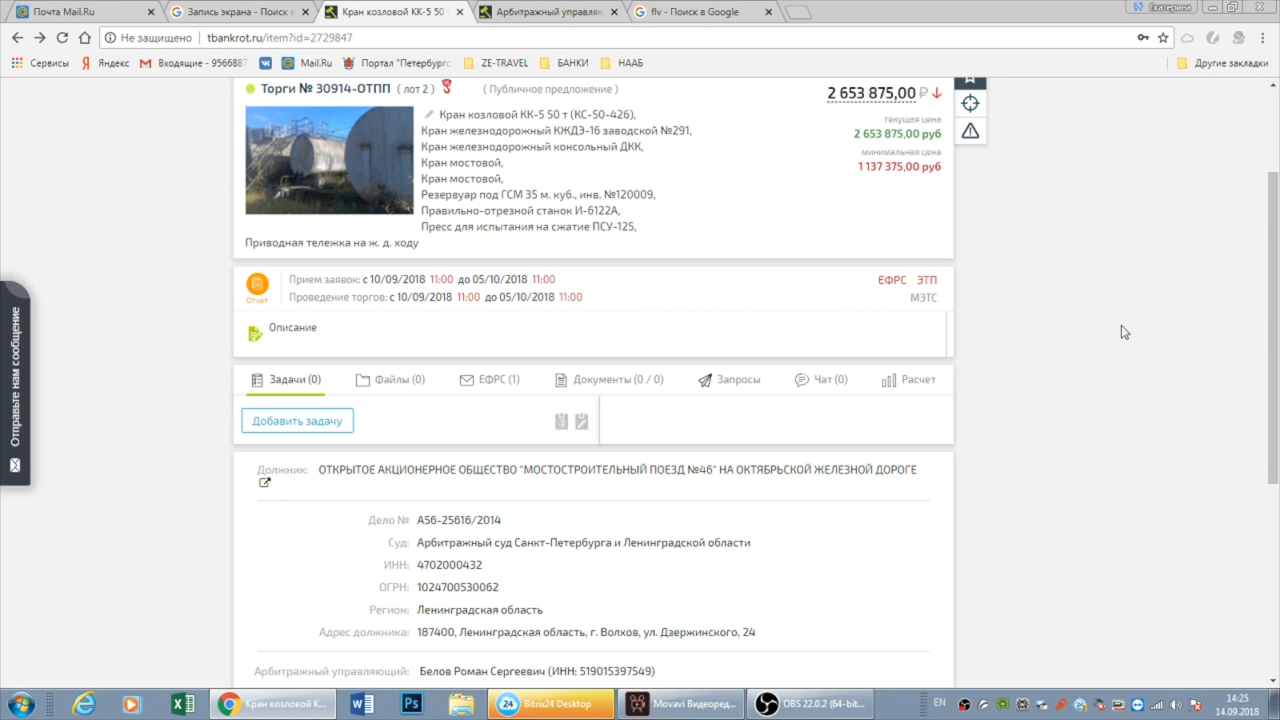 Почта Mail.Ru
Запись экрана - Поиск в
Кран козловой КК-5 50
Арбитражный управляк
flv - Поиск в Google
Екатерина
Не защищено
tbankrot.ru/item?id=2729847
Сервисы
Яндекс
Входящие - 956688
Mail.Ru
Портал "Петербург
ZE-TRAVEL
БАНКИ
НААБ
Другие закладки
Торги № 30914-ОТПП ( лот 2 )
( Публичное предложение )
2 653 875,00 ₽
Кран козловой КК-5 50 т (КС-50-42б),
текущая цена
Кран железнодорожный КЖДЭ-16 заводской №291,
2 653 875,00 руб
Кран железнодорожный консольный ДКК,
минимальная цена
Кран мостовой,
1 137 375,00 руб
Кран мостовой,
Резервуар под ГСМ 35 м. куб., инв. №120009,
Правильно-отрезной станок И-6122А,
Пресс для испытания на сжатие ПСУ-125,
Приводная тележка на ж. д. ходу
Отчет
Прием заявок: с 10/09/2018 11:00 до 05/10/2018 11:00
ЕФРС ЭТП
Проведение торгов: с 10/09/2018 11:00 до 05/10/2018 11:00
МЭТС
Описание
Отправьте нам сообщение
Задачи (0)
Файлы (0)
ЕФРС (1)
Документы (0 / 0)
Запросы
Чат (0)
Расчет
Добавить задачу
Должник: ОТКРЫТОЕ АКЦИОНЕРНОЕ ОБЩЕСТВО "МОСТОСТРОИТЕЛЬНЫЙ ПОЕЗД №46" НА ОКТЯБРЬСКОЙ ЖЕЛЕЗНОЙ ДОРОГЕ
Дело № А56-25616/2014
Суд: Арбитражный суд Санкт-Петербурга и Ленинградской области
ИНН: 4702000432
ОГРН: 1024700530062
Регион: Ленинградская область
Адрес должника: 187400, Ленинградская область, г. Волхов, ул. Дзержинского, 24
Арбитражный управляющий: Белов Роман Сергеевич (ИНН: 519015397549)
Кран козловой К...
24
Bitrix24 Desktop
Movavi Видеоред...
OBS 22.0.2 (64-bit...
EN
14:25
14.09.2018